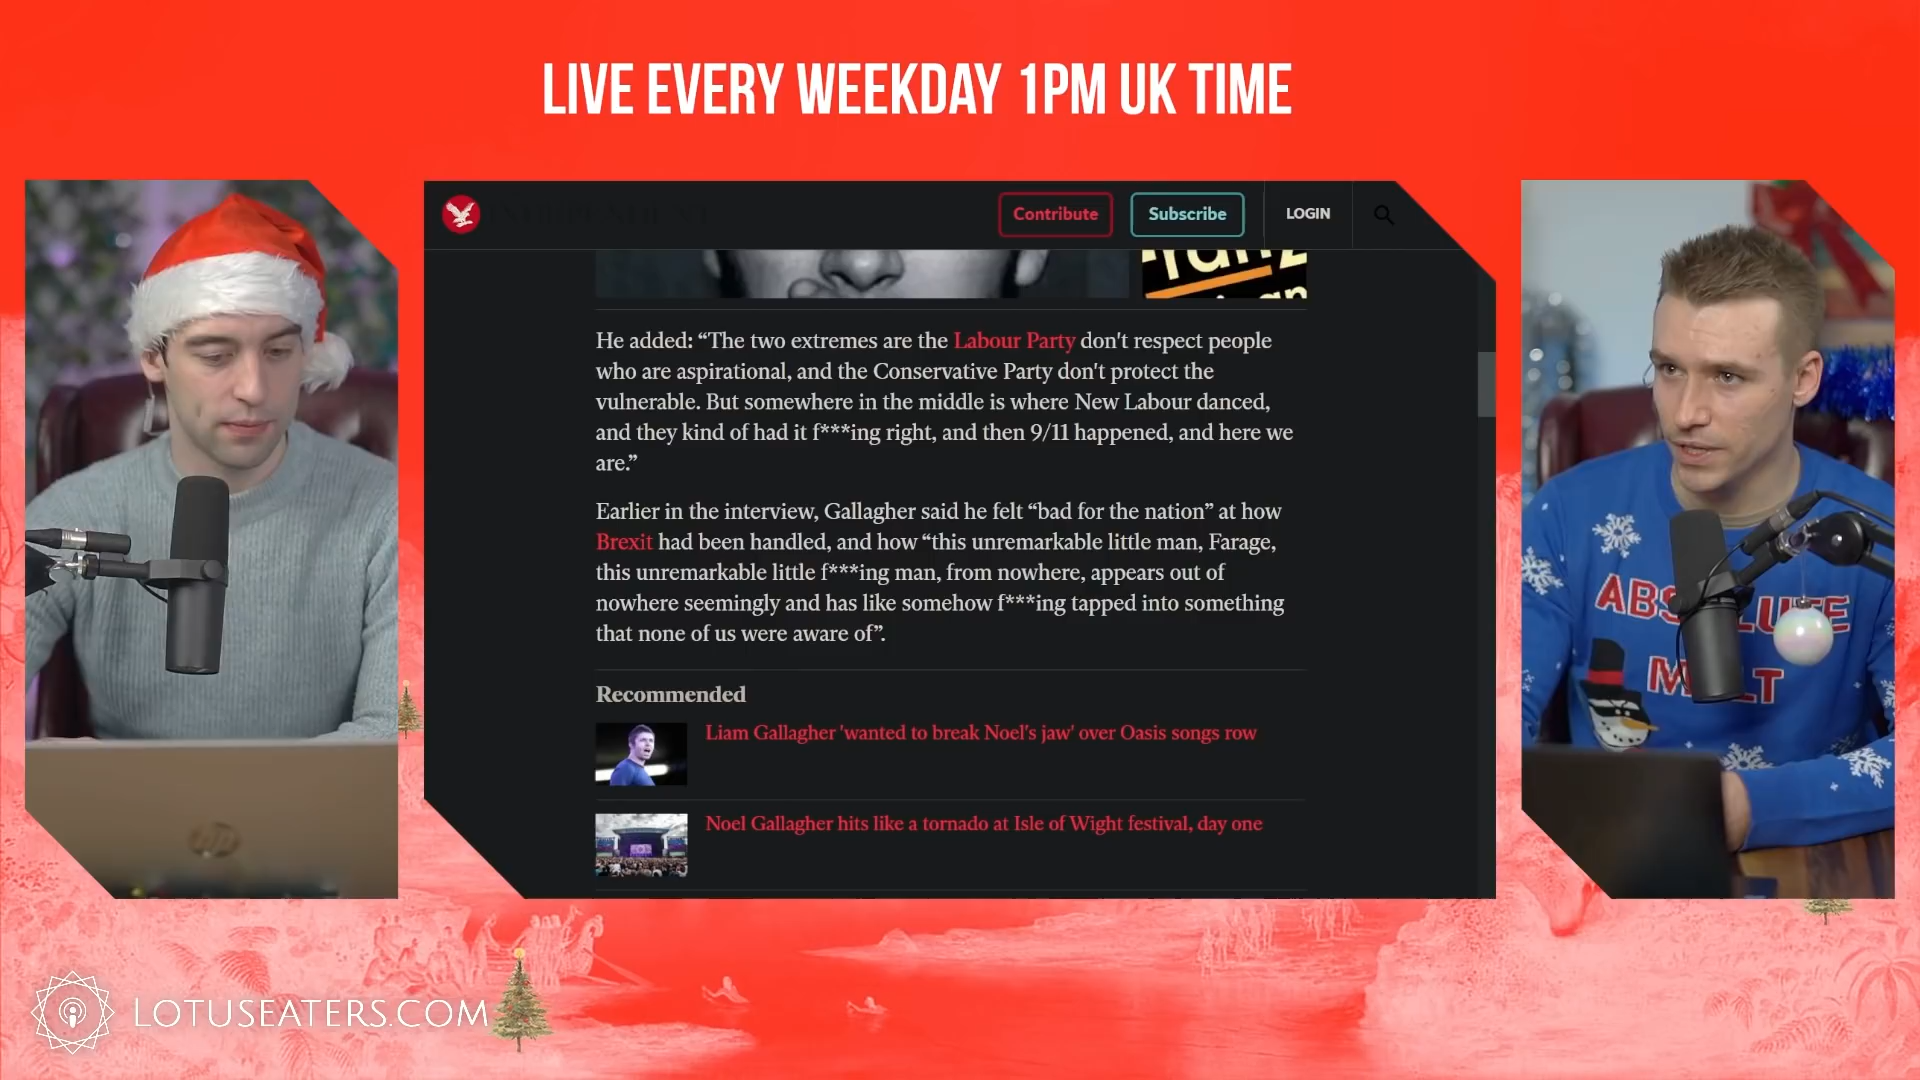 LIVE EVERY WEEKDAY 1PM UK TIME
INDEPENDENT
Contribute
Subscribe
LOGIN
He added: “The two extremes are the Labour Party don't respect people
who are aspirational, and the Conservative Party don't protect the
vulnerable. But somewhere in the middle is where New Labour danced,
and they kind of had it f***ing right, and then 9/11 happened, and here we
are.”
Earlier in the interview, Gallagher said he felt “bad for the nation” at how
Brexit had been handled, and how “this unremarkable little man, Farage,
this unremarkable little f***ing man, from nowhere, appears out of
nowhere seemingly and has like somehow f***ing tapped into something
that none of us were aware of”.
Recommended
Liam Gallagher 'wanted to break Noel's jaw' over Oasis songs row
Noel Gallagher hits like a tornado at Isle of Wight festival, day one
hp
LOTUSEATERS.COM